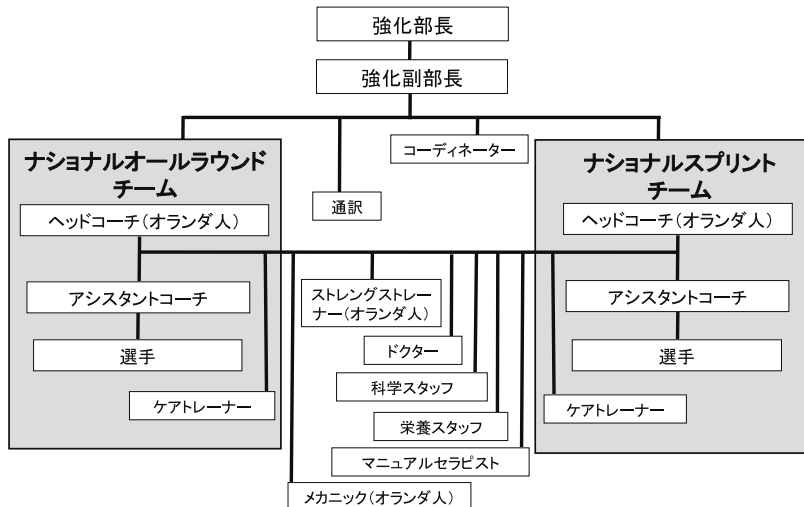 強化部長
強化副部長
コーディネーター
通訳
ナショナルオールラウンド
チーム
ヘッドコーチ(オランダ人)
アシスタントコーチ
選手
ケアトレーナー
ナショナルスプリント
チーム
ヘッドコーチ(オランダ人)
アシスタントコーチ
選手
ケアトレーナー
ストレングストレー
ナー(オランダ人)
ドクター
科学スタッフ
栄養スタッフ
マニュアルセラピスト
メカニック(オランダ人)